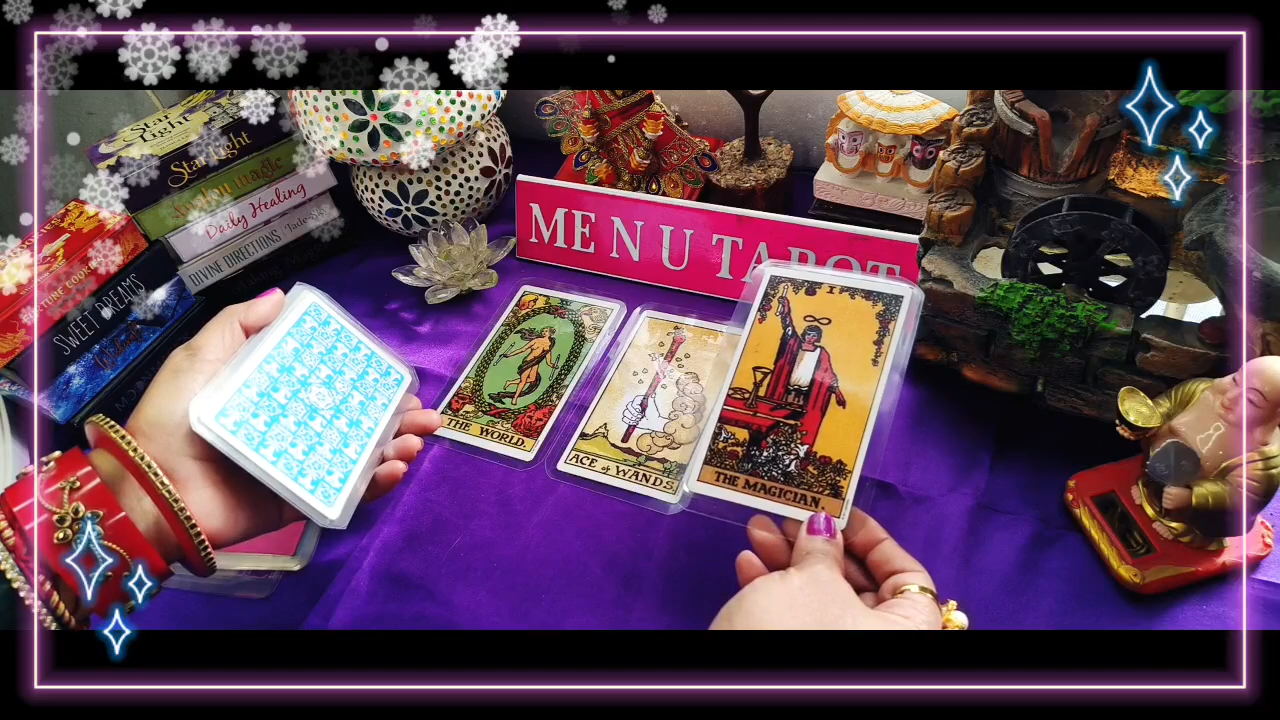 Star
Light
Star Light
magic
Daily Healing
DIVINE DIRECTIONS
SWEET DREAMS
MENU TAROT
THE WORLD.
ACE of WANDS
I
THE MAGICIAN.